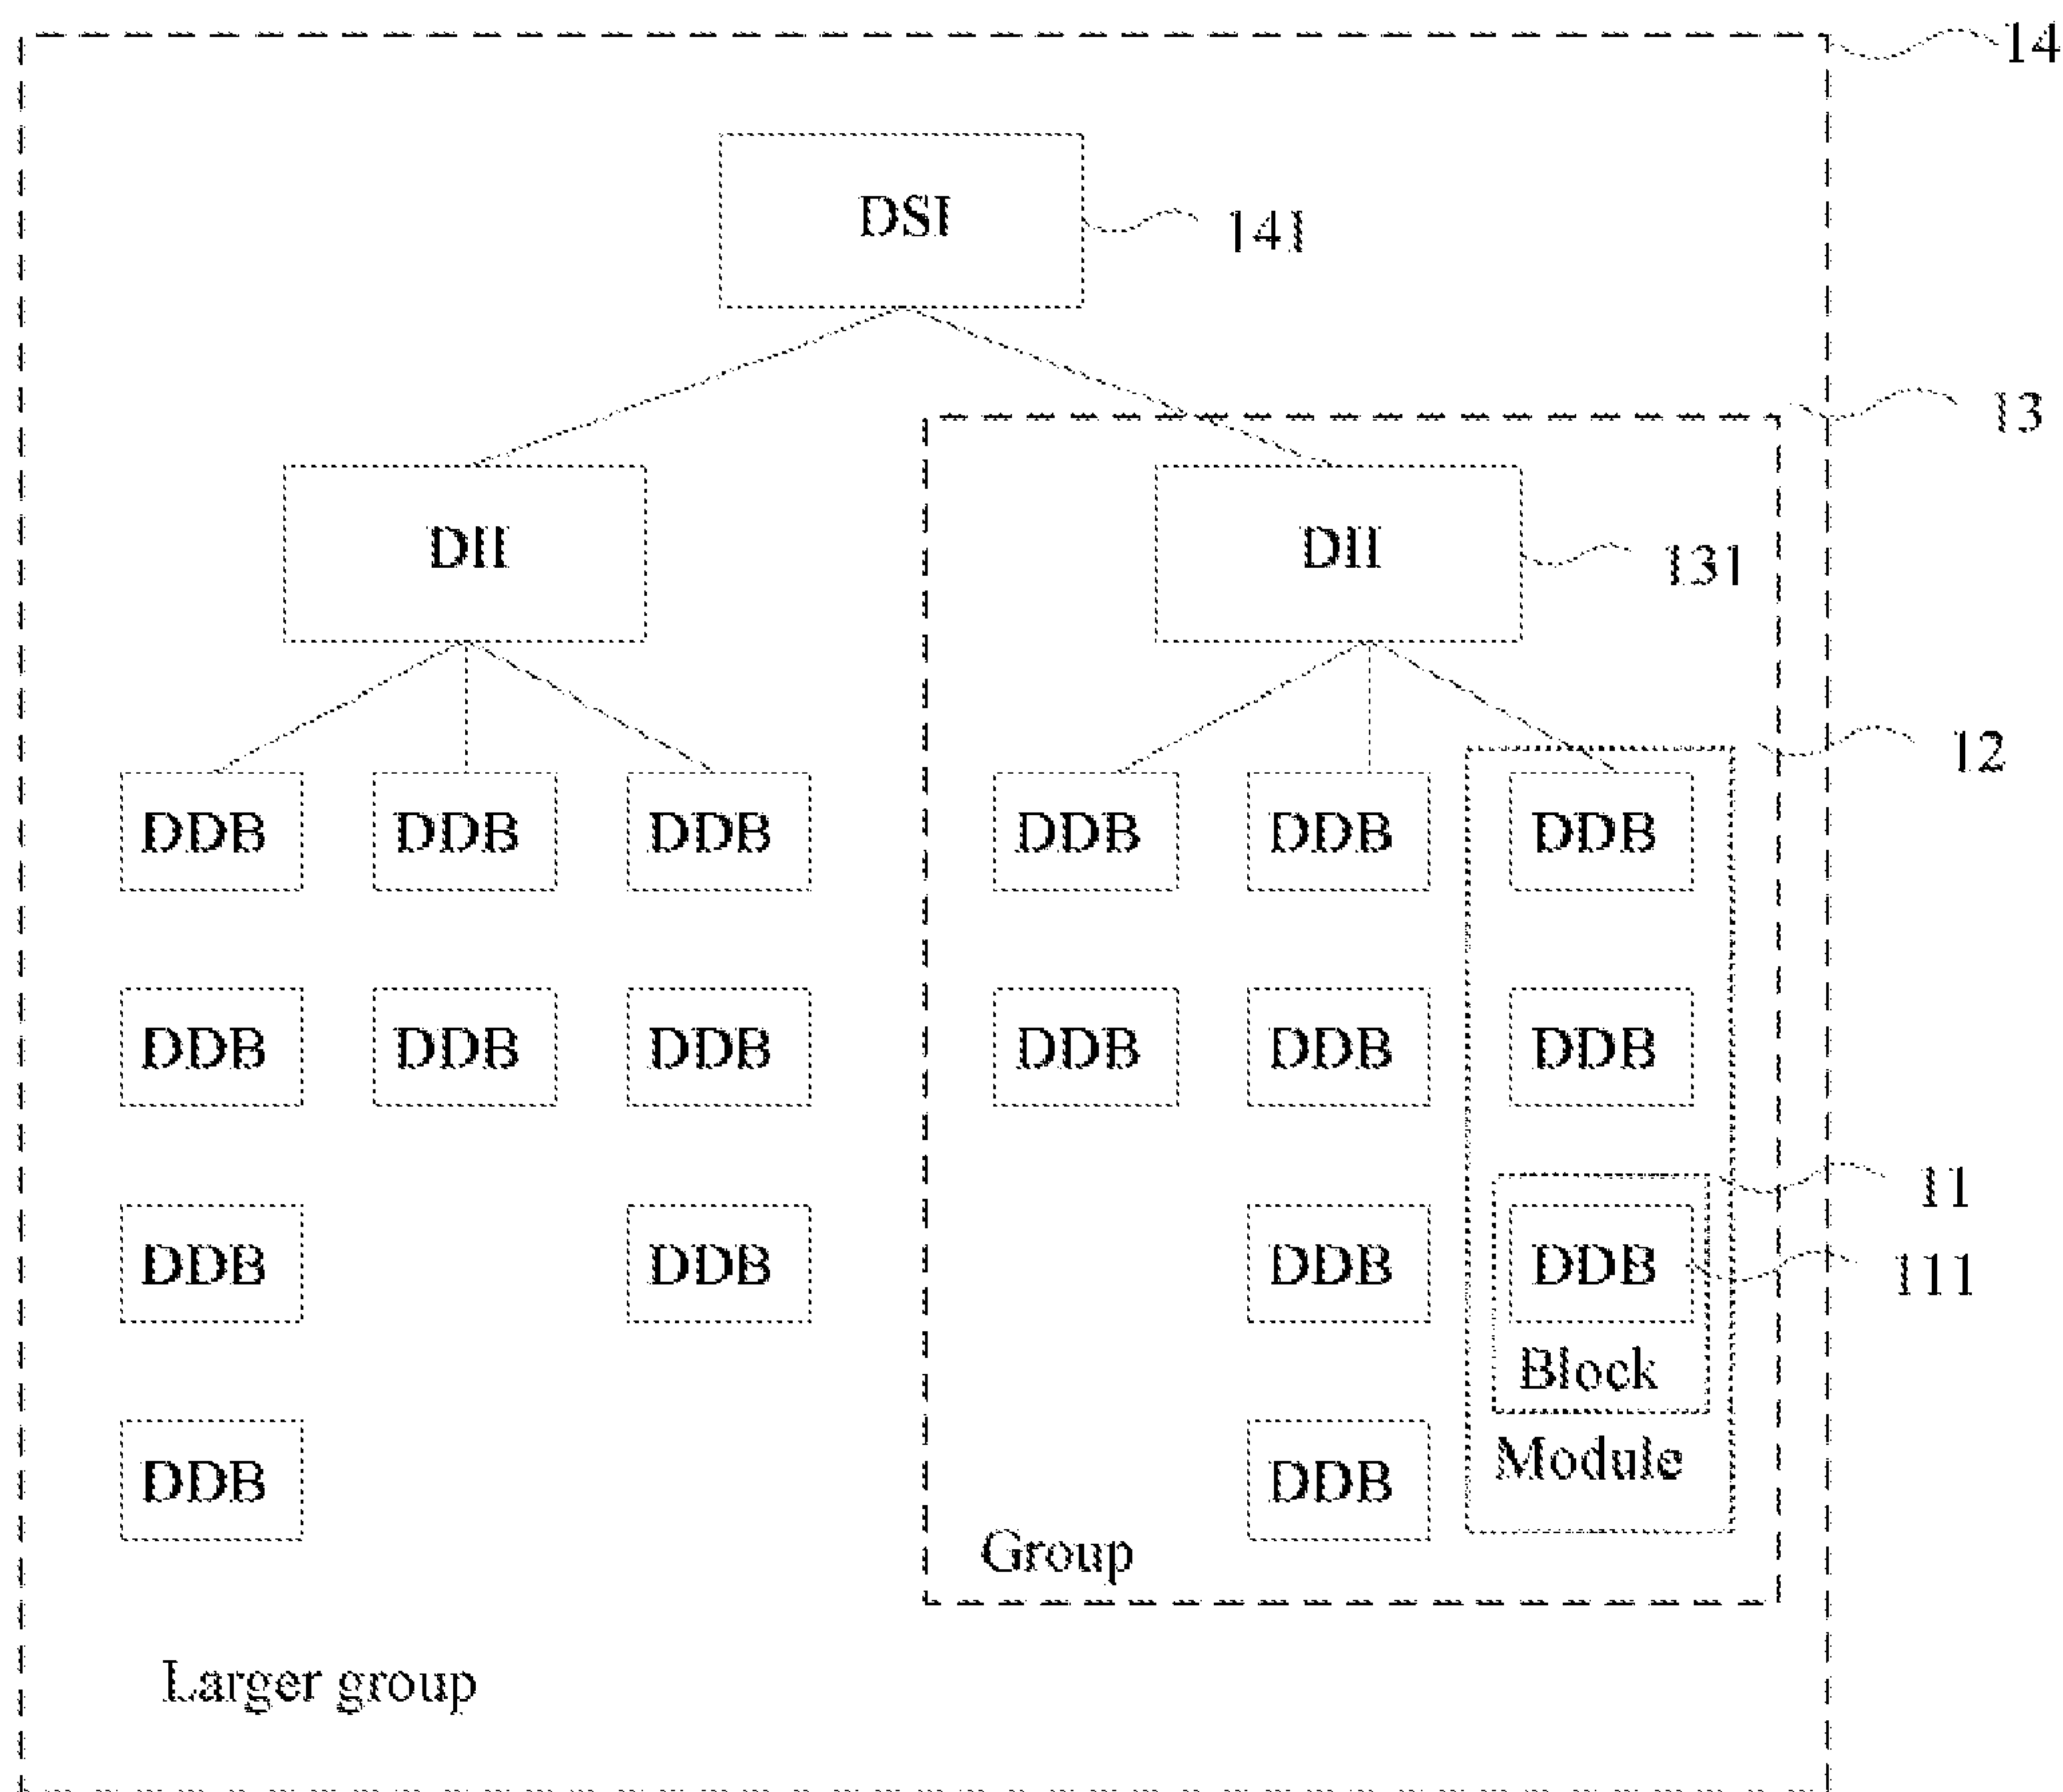 14
DSI
141
13
DII
DII
131
12
DDB DDB DDB DDB DDB DDB
DDB DDB DDB DDB DDB DDB
11
DDB DDB DDB DDB
111
Block
Module
DDB DDB
Group
Larger group